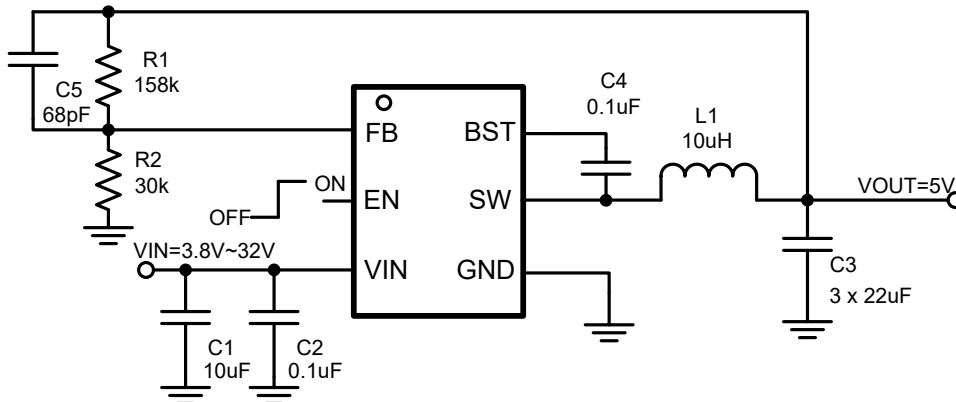 R1
158k
C5
68pF
R2
30k
C4
0.1uF
L1
10uH
FB
BST
ON
EN
SW
OFF
VOUT=5V
VIN=3.8V~32V
VIN
GND
C3
3 x 22uF
C1
10uF
C2
0.1uF